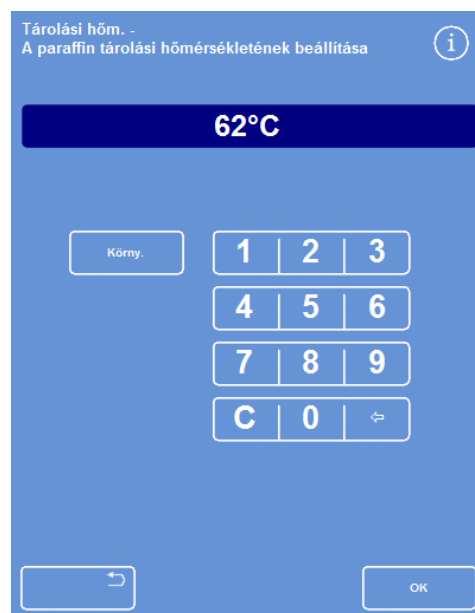 Tárolási hőm. -
A paraffin tárolási hőmérsékletének beállítása
i
62°C
Körny.
1 2 3
4 5 6
7 8 9
C 0 ⇦
OK